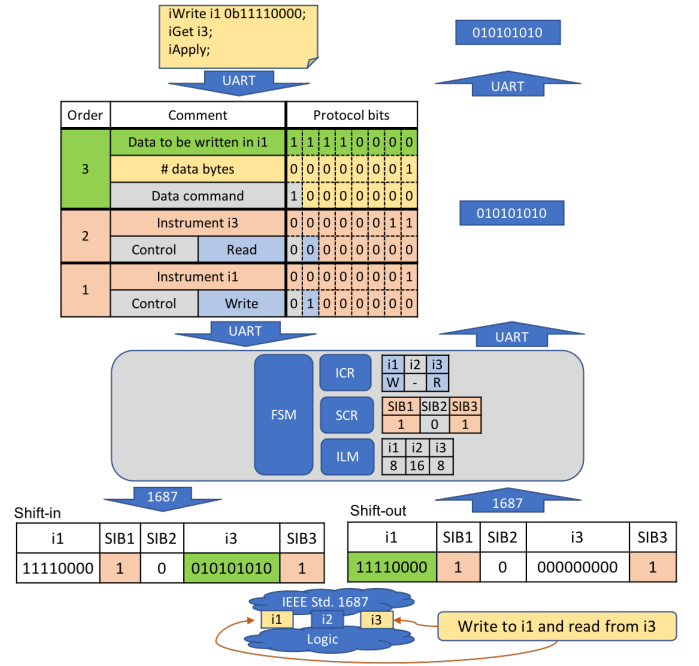 iWrite i1 0b11110000;
iGet i3;
iApply;
010101010
UART
UART
Order Comment Protocol bits
3 Data to be written in i1 1 1 1 1 0 0 0 0
# data bytes 0 0 0 0 0 0 0 1
Data command 1 0 0 0 0 0 0 0
2 Instrument i3 0 0 0 0 0 0 1 1
Control Read 0 0 0 0 0 0 0 0
1 Instrument i1 0 0 0 0 0 0 0 1
Control Write 0 1 0 0 0 0 0 0
010101010
UART
UART
FSM
ICR
i1 i2 i3
W - R
SCR
SIB1 SIB2 SIB3
1 0 1
ILM
i1 i2 i3
8 16 8
1687
1687
Shift-in
i1 SIB1 SIB2 i3 SIB3
11110000 1 0 010101010 1
Shift-out
i1 SIB1 SIB2 i3 SIB3
11110000 1 0 000000000 1
IEEE Std. 1687
i1 i2 i3
Logic
Write to i1 and read from i3